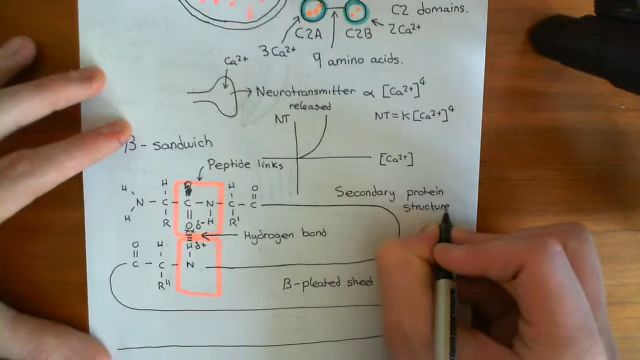 C2 domains.
C2A C2B 2Ca²⁺
3Ca²⁺
9 amino acids.
Ca²⁺
Neurotransmitter ∝ [Ca²⁺]⁴
released
NT NT = K[Ca²⁺]⁴
β - sandwich
Peptide links
[Ca²⁺]
Secondary protein
structure
H H H O
N - C - C - N - C - C
H R O δ- H R'
Hydrogen bond
O H H δ+
C - C - N
R''
β-pleated sheet